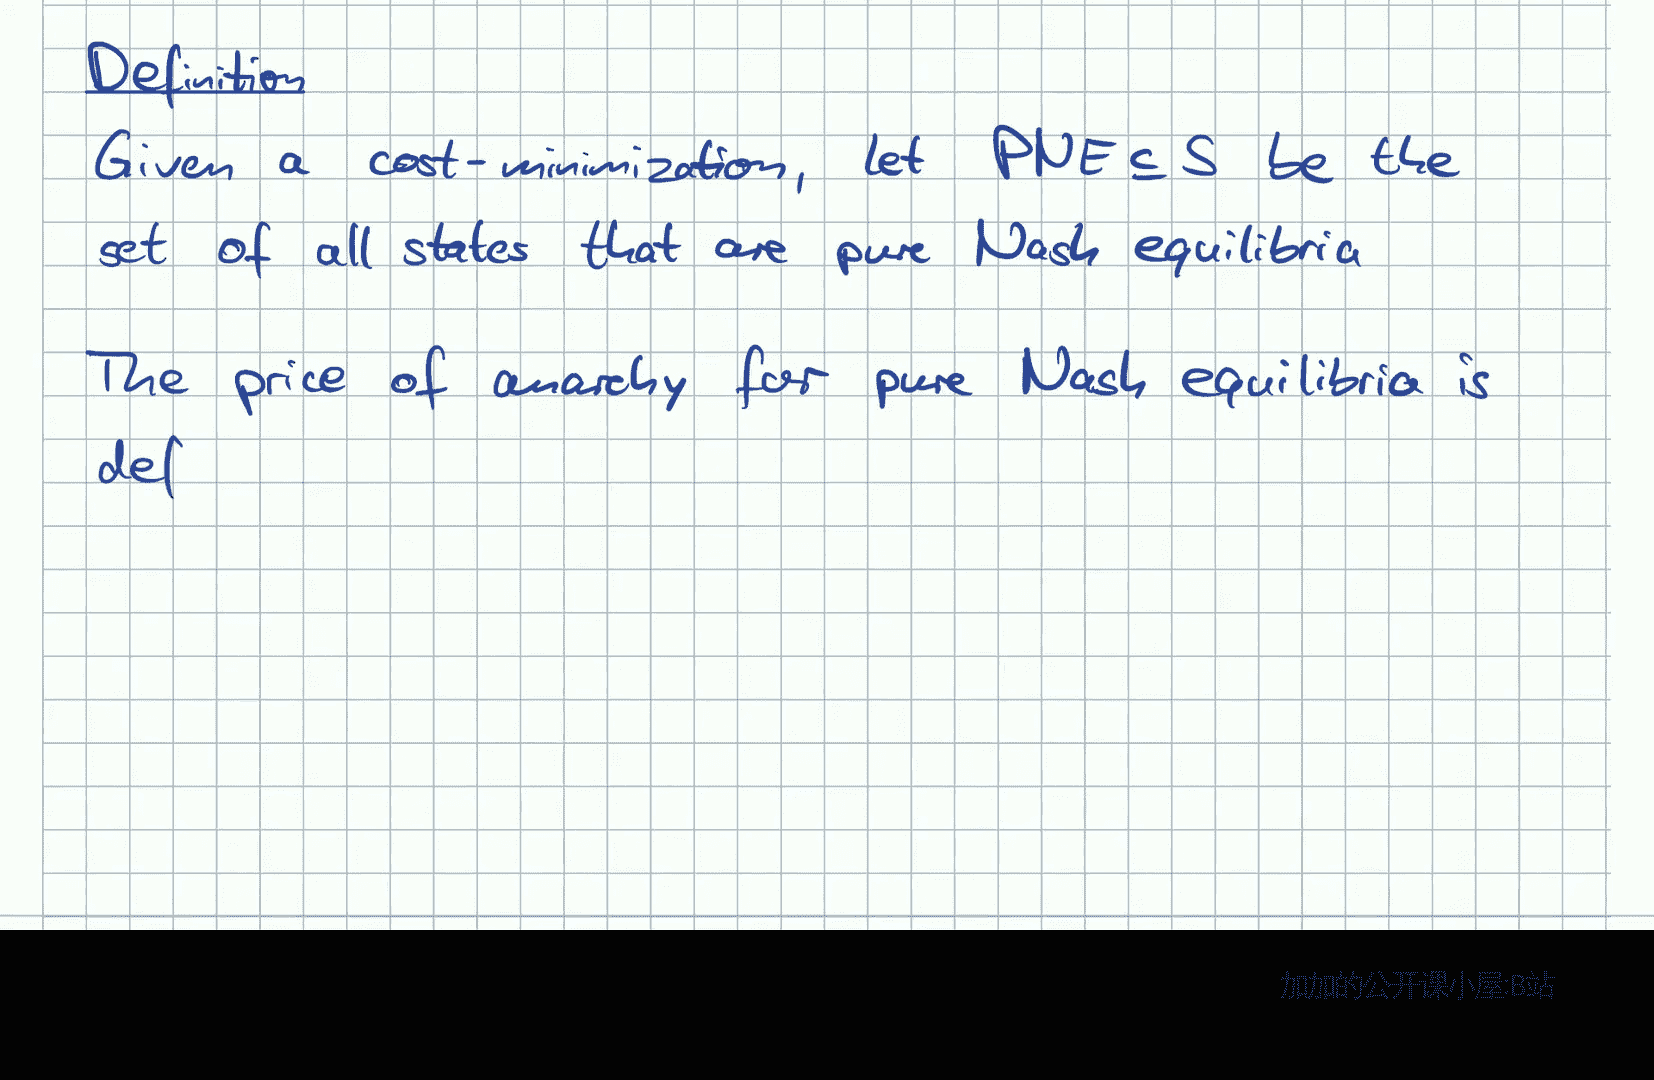 Definition
Given a cost-minimization, let PNE ⊆ S be the
set of all states that are pure Nash equilibria
The price of anarchy for pure Nash equilibria is
def
加加的公开课小屋:B站